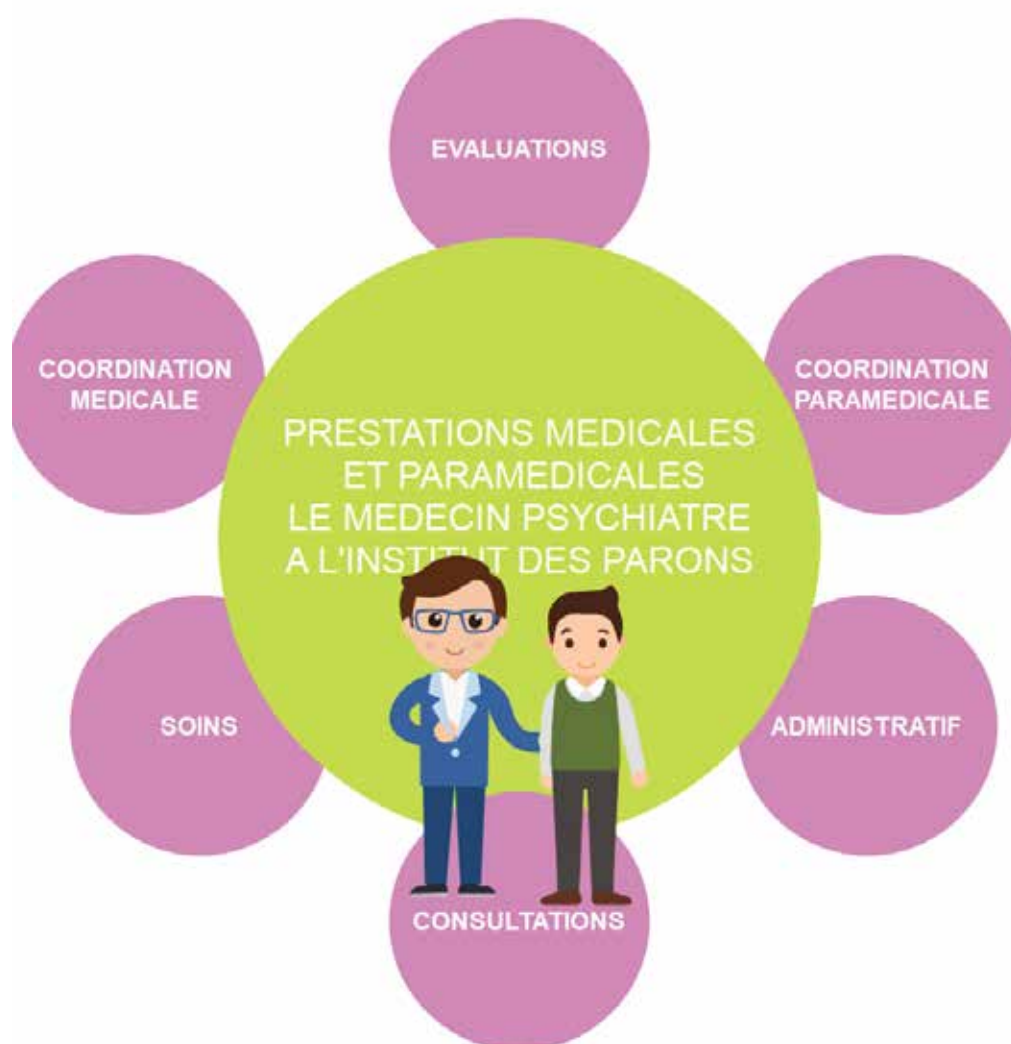 EVALUATIONS
COORDINATION
MEDICALE
COORDINATION
PARAMEDICALE
PRESTATIONS MEDICALES
ET PARAMEDICALES
LE MEDECIN PSYCHIATRE
A L'INSTITUT DES PARONS
SOINS
ADMINISTRATIF
CONSULTATIONS